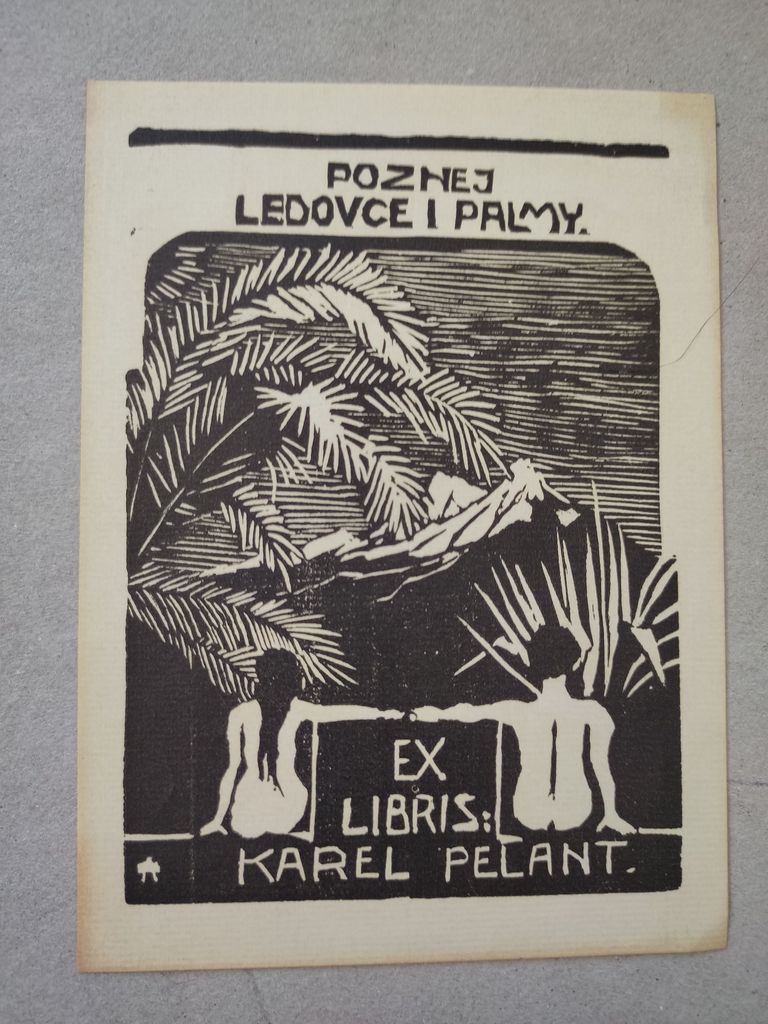 POZNEJ
LEDOVCE I PALMY.
EX
LIBRIS:
KAREL PELANT.